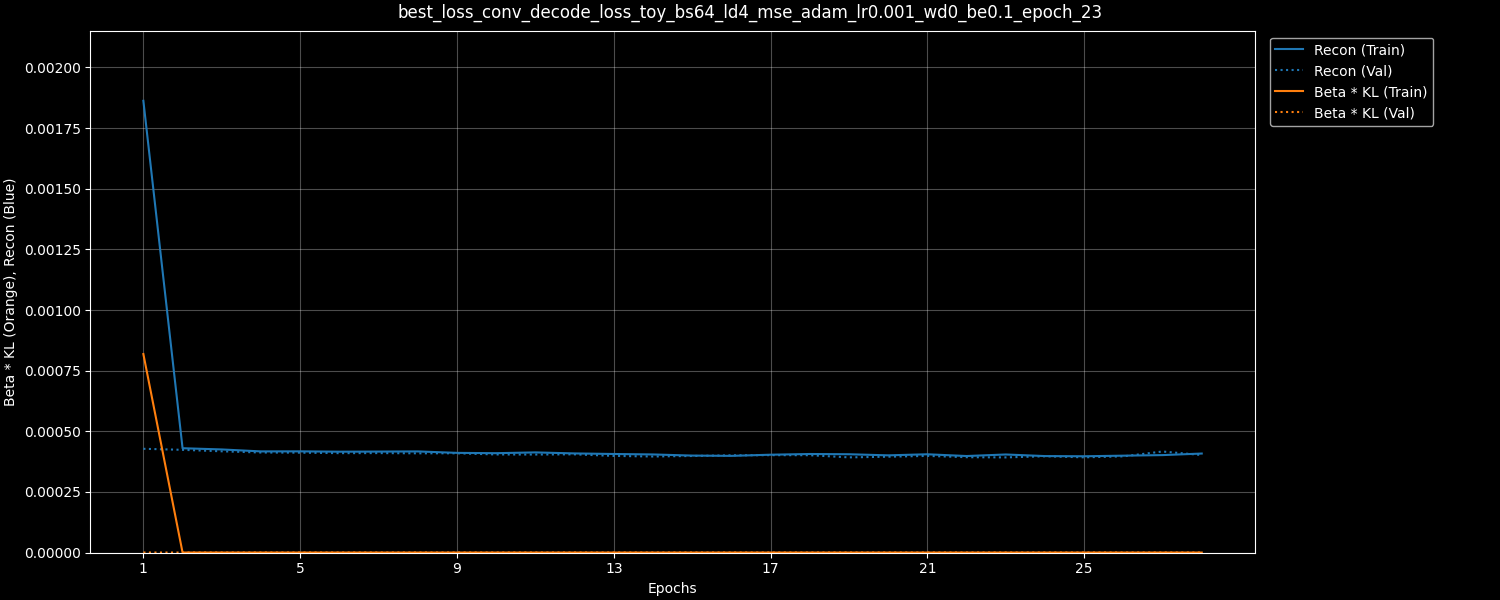 best_loss_conv_decode_loss_toy_bs64_ld4_mse_adam_lr0.001_wd0_be0.1_epoch_23
Beta * KL (Orange), Recon (Blue)
0.00200
0.00175
0.00150
0.00125
0.00100
0.00075
0.00050
0.00025
0.00000
1 5 9 13 17 21 25
Epochs
Recon (Train)
Recon (Val)
Beta * KL (Train)
Beta * KL (Val)